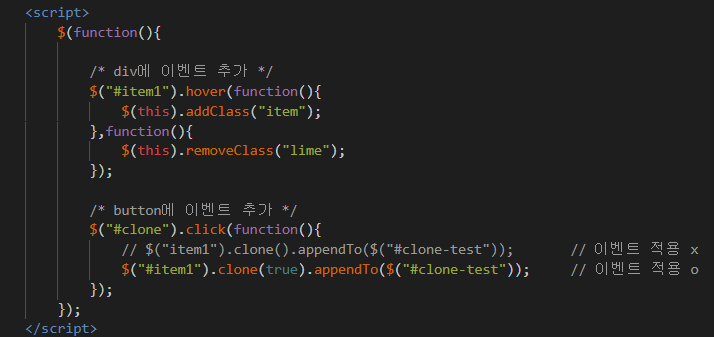 <script>
$(function(){
/* div에 이벤트 추가 */
$("#item1").hover(function(){
$(this).addClass("item");
},function(){
$(this).removeClass("lime");
});
/* button에 이벤트 추가 */
$("#clone").click(function(){
// $("item1").clone().appendTo($("#clone-test")); // 이벤트 적용 x
$("#item1").clone(true).appendTo($("#clone-test")); // 이벤트 적용 o
});
});
</script>